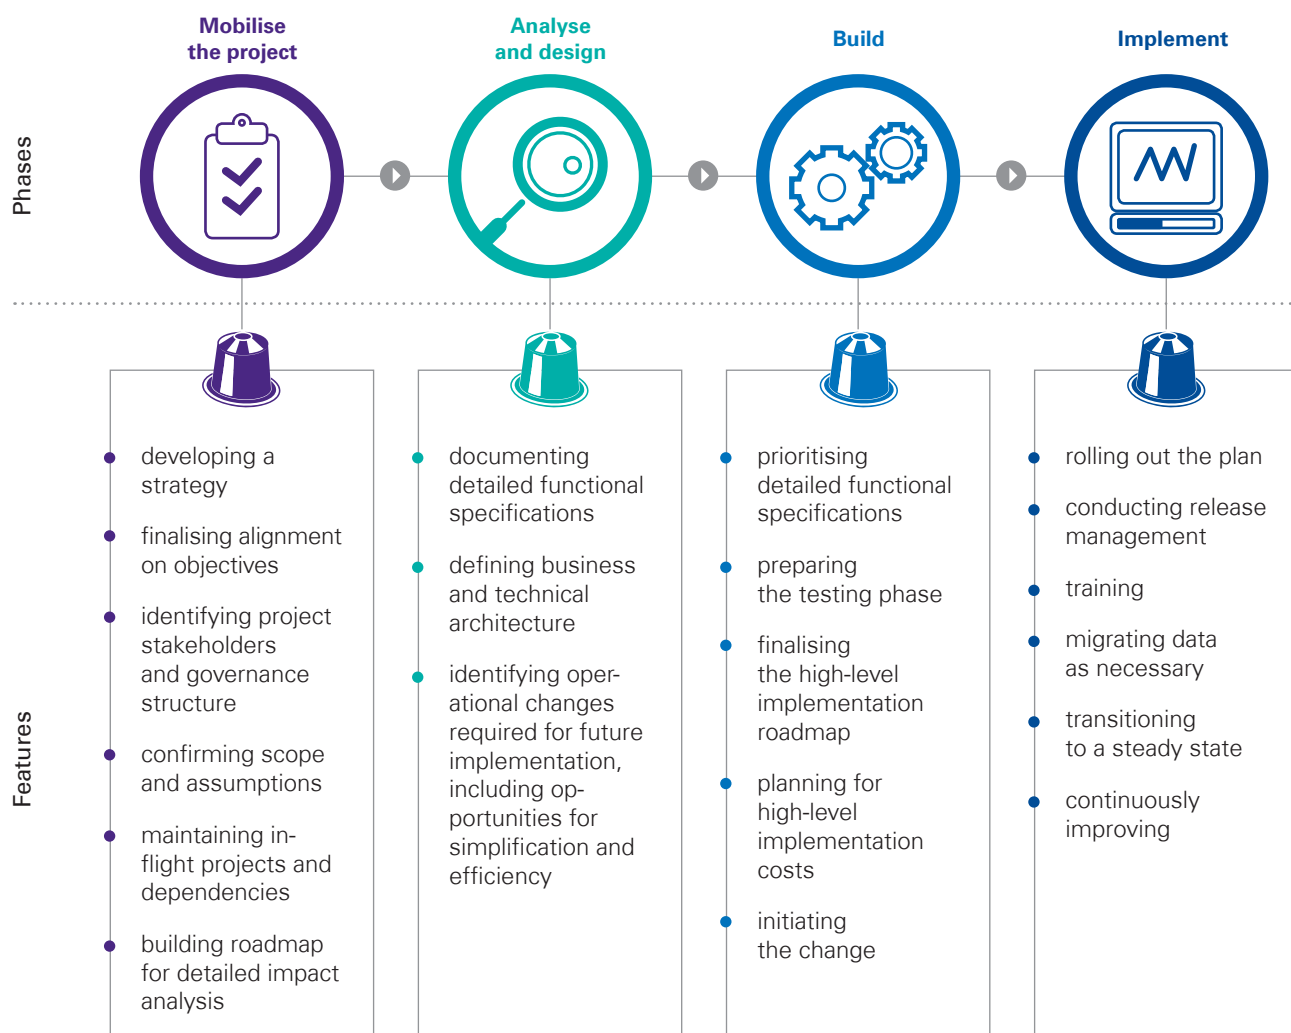 Mobilise
the project
Analyse
and design
Build
Implement
Phases
Features
developing a
strategy
finalising alignment
on objectives
identifying project
stakeholders
and governance
structure
confirming scope
and assumptions
maintaining in-
flight projects and
dependencies
building roadmap
for detailed impact
analysis
documenting
detailed functional
specifications
defining business
and technical
architecture
identifying oper-
ational changes
required for future
implementation,
including op-
portunities for
simplification and
efficiency
prioritising
detailed functional
specifications
preparing
the testing phase
finalising
the high-level
implementation
roadmap
planning for
high-level
implementation
costs
initiating
the change
rolling out the plan
conducting release
management
training
migrating data
as necessary
transitioning
to a steady state
continuously
improving